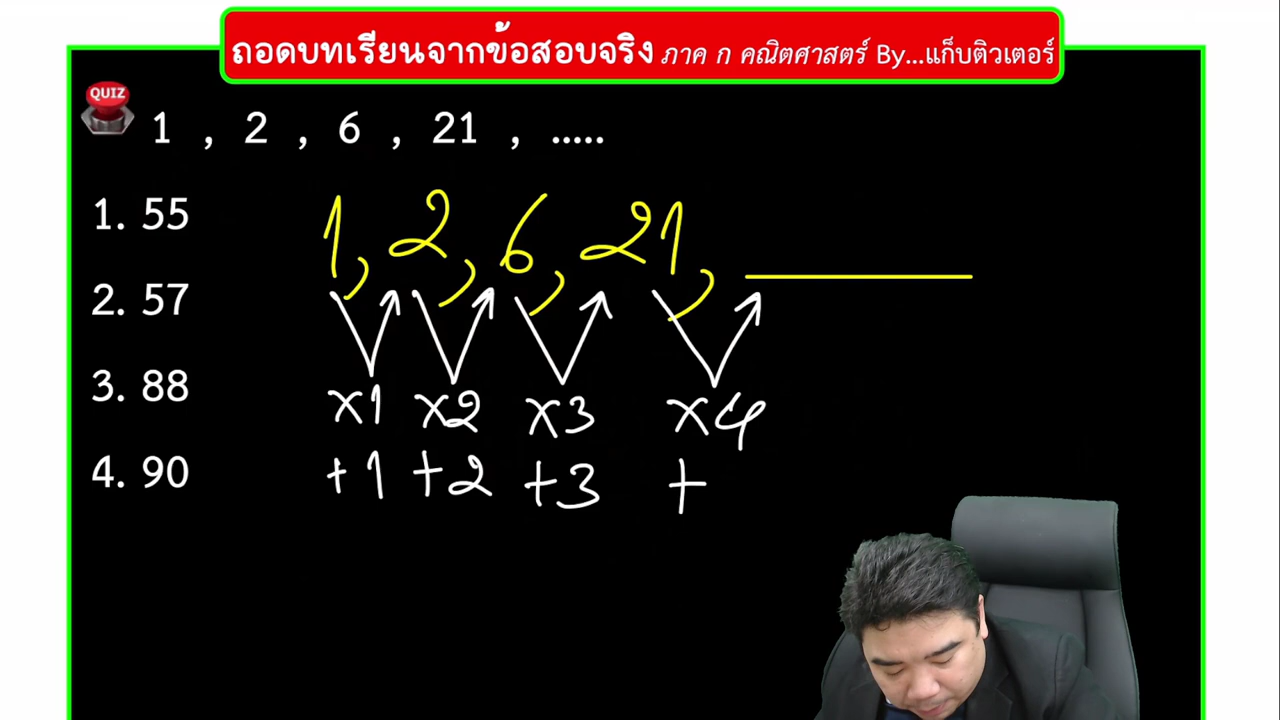 ถอดบทเรียนจากข้อสอบจริง ภาค ก คณิตศาสตร์ By...แก็บติวเตอร์
QUIZ
1 , 2 , 6 , 21 , .....
1. 55
2. 57
3. 88
4. 90
1, 2, 6, 21,
x1 x2 x3 x4
+1 +2 +3 +